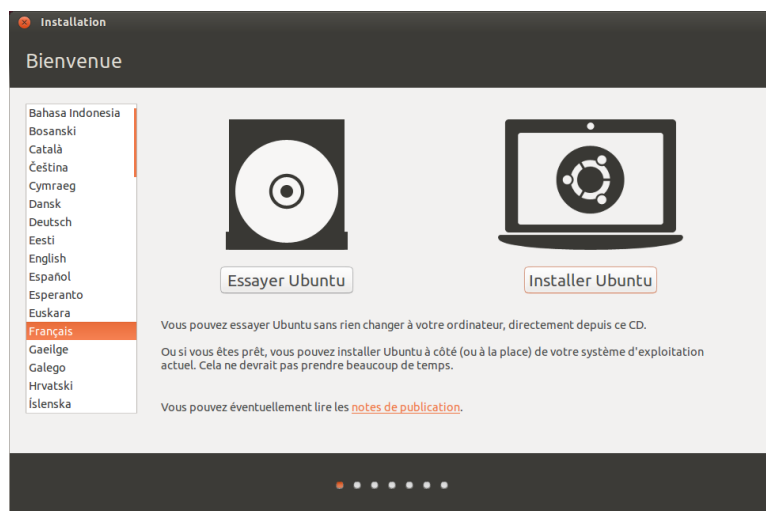 Installation
Bienvenue
Bahasa Indonesia
Bosanski
Català
Čeština
Cymraeg
Dansk
Deutsch
Eesti
English
Español
Esperanto
Euskara
Français
Gaeilge
Galego
Hrvatski
Íslenska
Essayer Ubuntu
Installer Ubuntu
Vous pouvez essayer Ubuntu sans rien changer à votre ordinateur, directement depuis ce CD.
Ou si vous êtes prêt, vous pouvez installer Ubuntu à côté (ou à la place) de votre système d'exploitation
actuel. Cela ne devrait pas prendre beaucoup de temps.
Vous pouvez éventuellement lire les notes de publication.